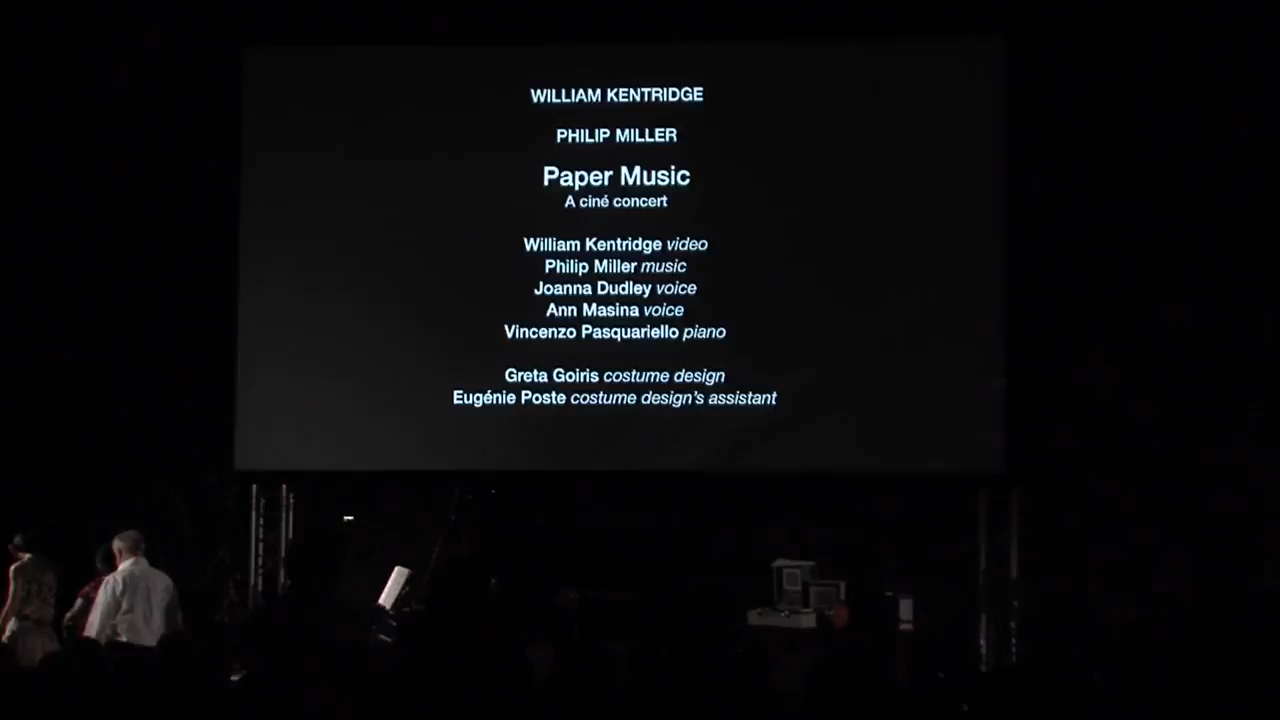 WILLIAM KENTRIDGE
PHILIP MILLER
Paper Music
A ciné concert
William Kentridge video
Philip Miller music
Joanna Dudley voice
Ann Masina voice
Vincenzo Pasquariello piano
Greta Goiris costume design
Eugénie Poste costume design's assistant